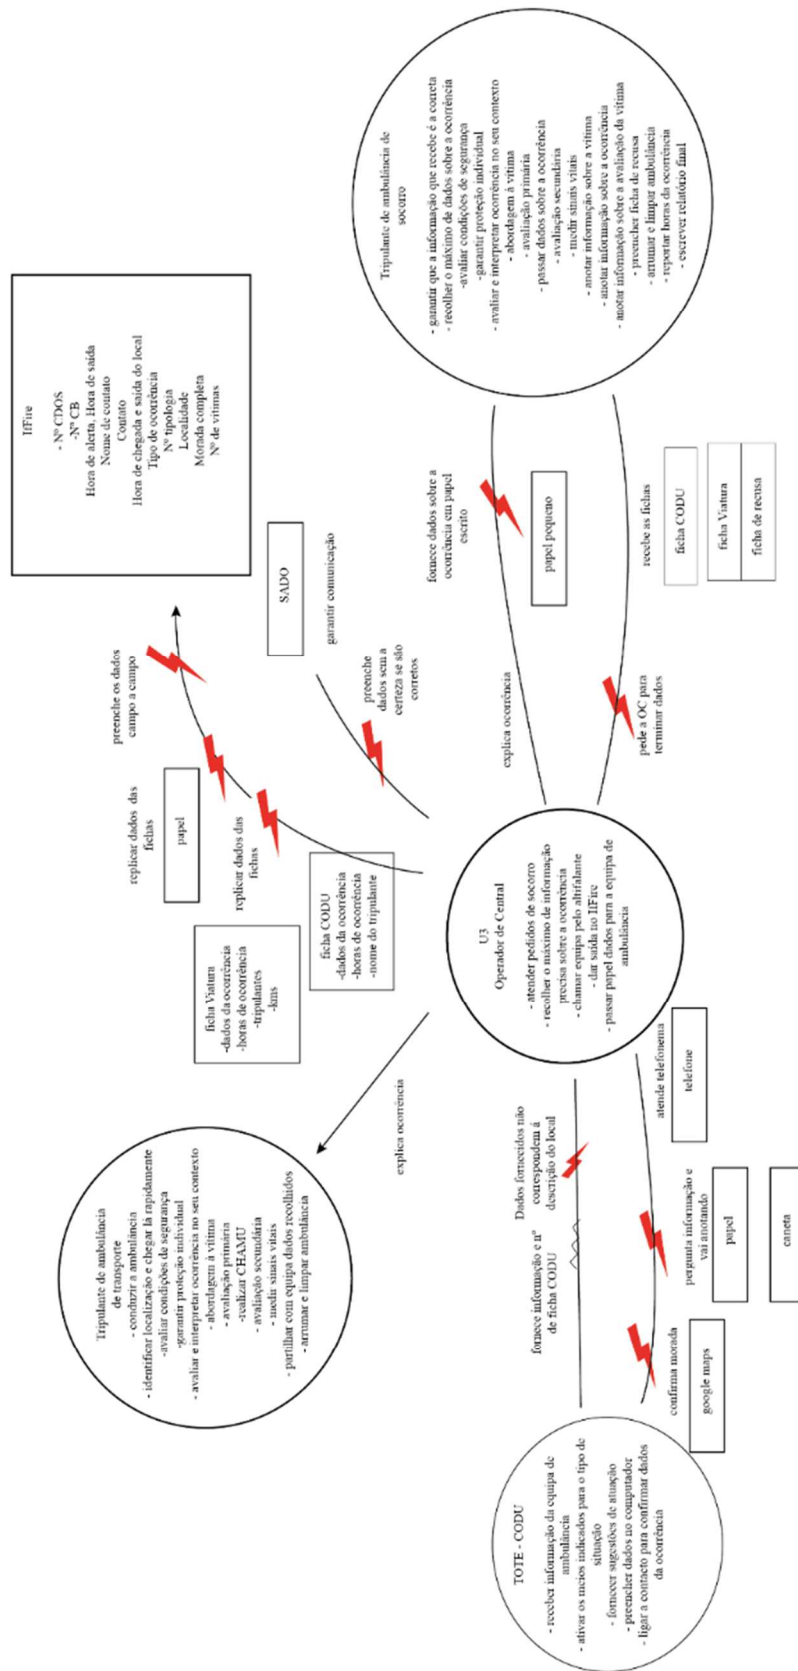 TOTE - CODU
- receber informação da equipa de
ambulância
- ativar os meios indicados para o tipo de
situação
- fornecer sugestões de atuação
- preencher dados no computador
- ligar a contacto para confirmar dados
da ocorrência
Tripulante de ambulância
de transporte
- conduzir a ambulância
- identificar localização e chegar lá rapidamente
-avaliar condições de segurança
-garantir proteção individual
- avaliar e interpretar ocorrência no seu contexto
- abordagem à vítima
- avaliação primária
-realizar CHAMU
- avaliação secundária
- medir sinais vitais
- partilhar com equipa dados recolhidos
- arrumar e limpar ambulância
explica ocorrência
fornece informação e nº
de ficha CODU
Dados fornecidos não
correspondem á
descrição do local
confirma morada
google maps
pergunta informação e
vai anotando
papel
caneta
atende telefonema
telefone
U3
Operador de Central
- atender pedidos de socorro
- recolher o máximo de informação
precisa sobre a ocorrência
- chamar equipa pelo altifalante
- dar saída no IfFire
- passar papel dados para a equipa de
ambulância
ficha Viatura
-dados da ocorrência
-horas de ocorrência
-tripulantes
-kms
ficha CODU
-dados da ocorrência
-horas de ocorrência
-nome do tripulante
replicar dados das
fichas
replicar dados das
fichas
papel
preenche os dados
campo a campo
preenche
dados sem a
certeza se são
corretos
garantir comunicação
SADO
IfFire
- Nº CDOS
-Nº CB
Hora de alerta, Hora de saída
Nome de contato
Contato
Hora de chegada e saída do local
Tipo de ocorrência
Nº tipologia
Localidade
Morada completa
Nº de vítimas
explica ocorrência
fornece dados sobre a
ocorrência em papel
escrito
papel pequeno
pede a OC para
terminar dados
recebe as fichas
ficha CODU
ficha Viatura
ficha de recusa
Tripulante de ambulância de
socorro
- garantir que a informação que recebe é a correta
- recolher o máximo de dados sobre a ocorrência
-avaliar condições de segurança
-garantir proteção individual
- avaliar e interpretar ocorrência no seu contexto
- abordagem à vítima
- avaliação primária
- passar dados sobre a ocorrência
- avaliação secundária
- medir sinais vitais
- anotar informação sobre a vítima
- anotar informação sobre a ocorrência
- anotar informação sobre a avaliação da vítima
- preencher ficha de recusa
- arrumar e limpar ambulância
- reportar horas da ocorrência
- escrever relatório final